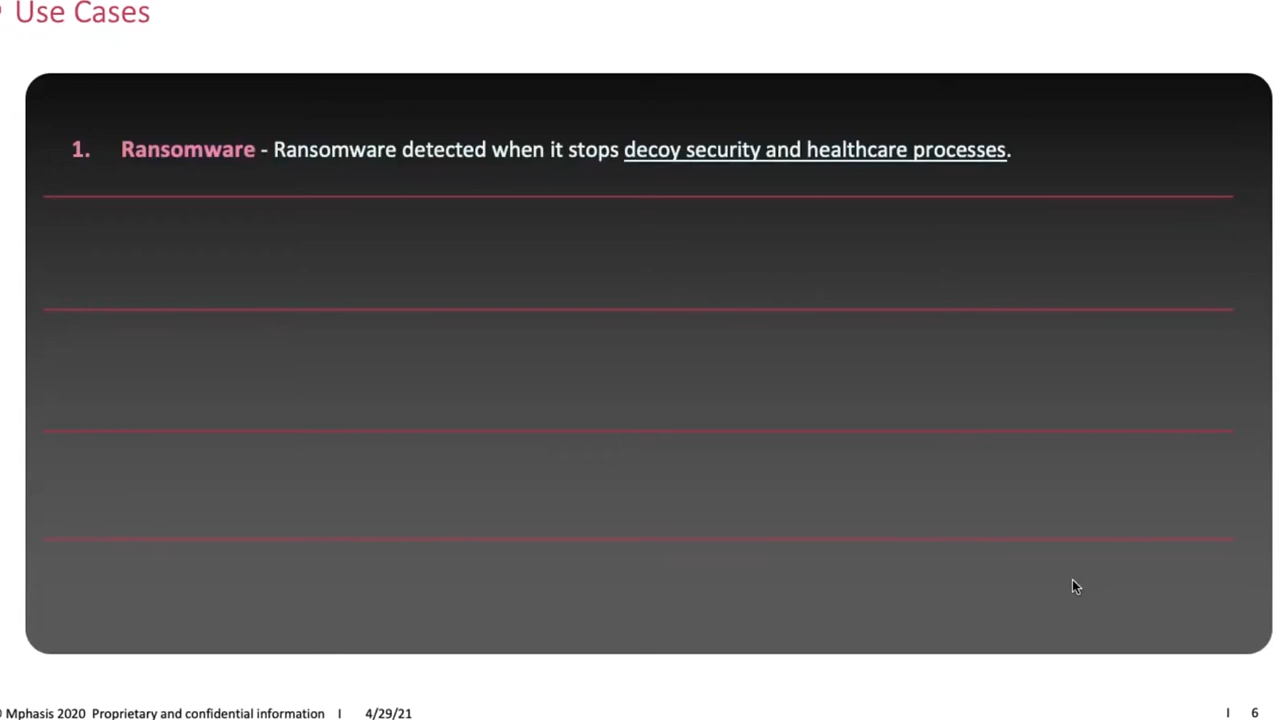 Use Cases
1. Ransomware - Ransomware detected when it stops decoy security and healthcare processes.
Mphasis 2020 Proprietary and confidential information I 4/29/21 I 6